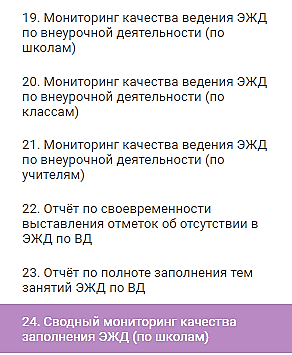 19. Мониторинг качества ведения ЭЖД
по внеурочной деятельности (по
школам)
20. Мониторинг качества ведения ЭЖД
по внеурочной деятельности (по
классам)
21. Мониторинг качества ведения ЭЖД
по внеурочной деятельности (по
учителям)
22. Отчёт по своевременности
выставления отметок об отсутствии в
ЭЖД по ВД
23. Отчёт по полноте заполнения тем
занятий ЭЖД по ВД
24. Сводный мониторинг качества
заполнения ЭЖД (по школам)